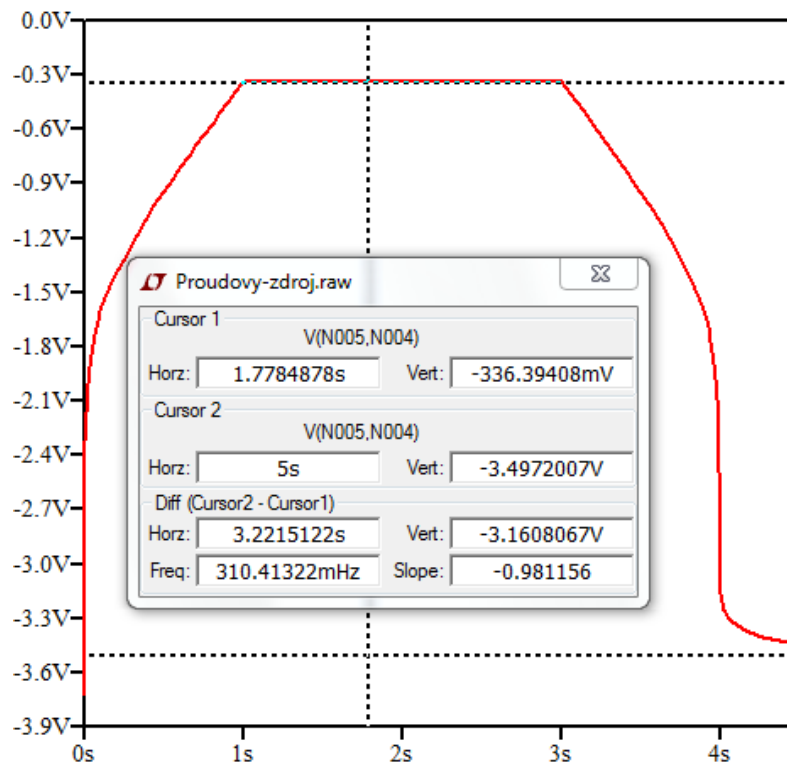 0.0V
-0.3V
-0.6V
-0.9V
-1.2V
-1.5V
-1.8V
-2.1V
-2.4V
-2.7V
-3.0V
-3.3V
-3.6V
-3.9V
Proudovy-zdroj.raw
Cursor 1
V(N005,N004)
Horz: 1.7784878s Vert: -336.39408mV
Cursor 2
V(N005,N004)
Horz: 5s Vert: -3.4972007V
Diff (Cursor2 - Cursor1)
Horz: 3.2215122s Vert: -3.1608067V
Freq: 310.41322mHz Slope: -0.981156
0s 1s 2s 3s 4s